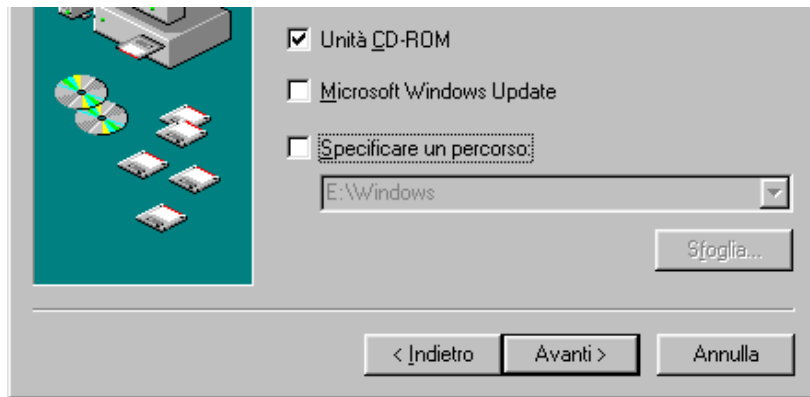 Unità CD-ROM
Microsoft Windows Update
Specificare un percorso:
E:\Windows
Sfoglia...
< Indietro Avanti > Annulla